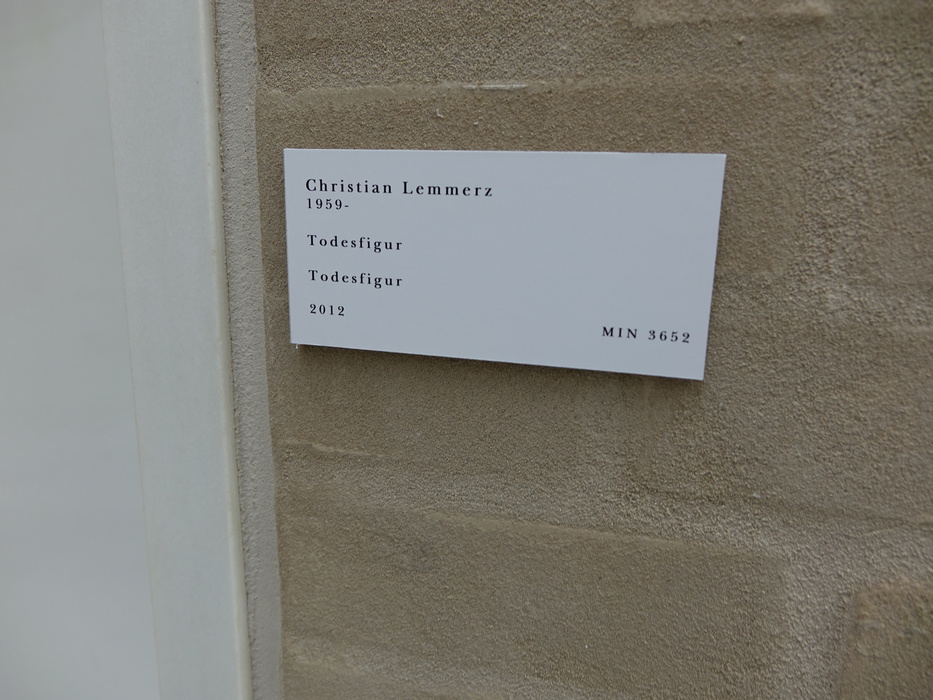 Christian Lemmerz
1959-
Todesfigur
Todesfigur
2012
MIN 3652